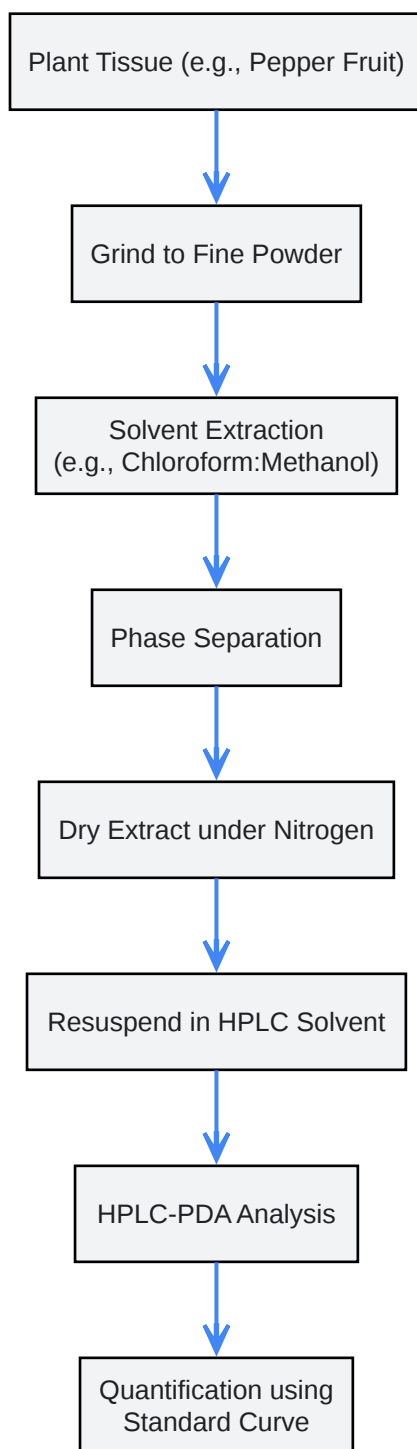 Plant Tissue (e.g., Pepper Fruit)
Grind to Fine Powder
Solvent Extraction
(e.g., Chloroform:Methanol)
Phase Separation
Dry Extract under Nitrogen
Resuspend in HPLC Solvent
HPLC-PDA Analysis
Quantification using
Standard Curve